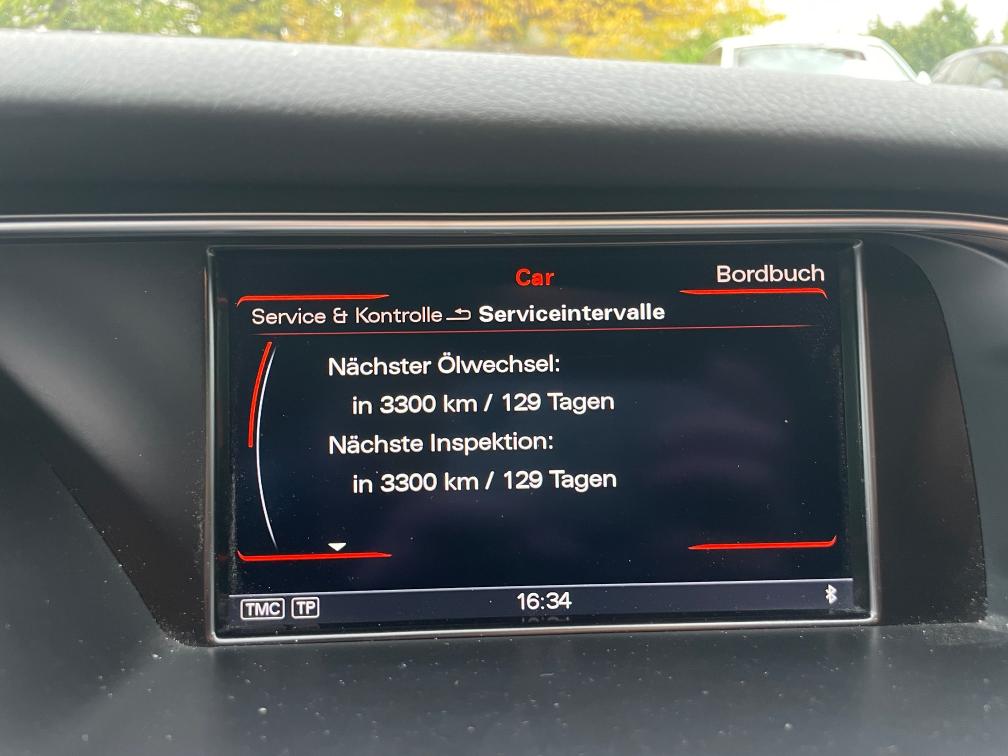 Car
Bordbuch
Service & Kontrolle Serviceintervalle
Nächster Ölwechsel:
in 3300 km / 129 Tagen
Nächste Inspektion:
in 3300 km / 129 Tagen
TMC TP 16:34